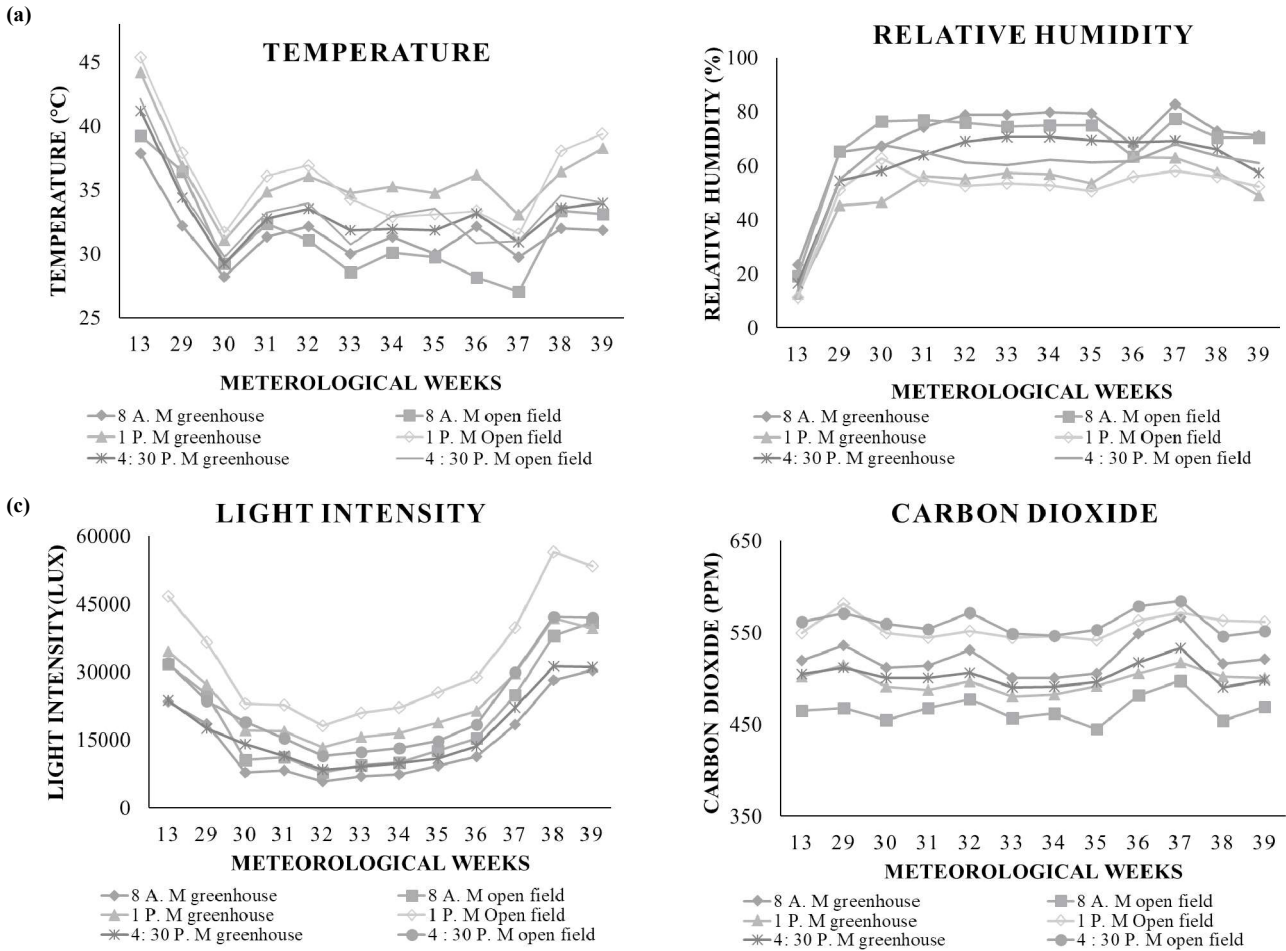 (a)
TEMPERATURE
TEMPERATURE (°C)
45
40
35
30
25
13 29 30 31 32 33 34 35 36 37 38 39
METEROLOGICAL WEEKS
8 A. M greenhouse 8 A. M open field
1 P. M greenhouse 1 P. M Open field
4: 30 P. M greenhouse 4 : 30 P. M open field
RELATIVE HUMIDITY
RELATIVE HUMIDITY (%)
100
80
60
40
20
0
13 29 30 31 32 33 34 35 36 37 38 39
METEOROLOGICAL WEEKS
8 A. M greenhouse 8 A. M open field
1 P. M greenhouse 1 P. M Open field
4: 30 P. M greenhouse 4 : 30 P. M open field
(c)
LIGHT INTENSITY
LIGHT INTENSITY(LUX)
60000
45000
30000
15000
0
13 29 30 31 32 33 34 35 36 37 38 39
METEOROLOGICAL WEEKS
8 A. M greenhouse 8 A. M open field
1 P. M greenhouse 1 P. M Open field
4: 30 P. M greenhouse 4 : 30 P. M open field
CARBON DIOXIDE
CARBON DIOXIDE (PPM)
650
550
450
350
13 29 30 31 32 33 34 35 36 37 38 39
METEOROLOGICAL WEEKS
8 A. M greenhouse 8 A. M open field
1 P. M greenhouse 1 P. M Open field
4: 30 P. M greenhouse 4 : 30 P. M open field